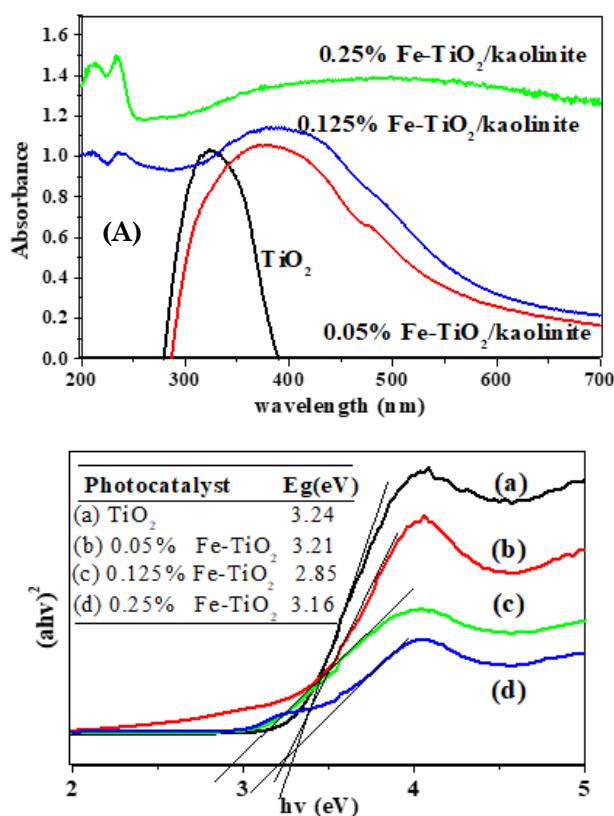 1.8
1.6
1.4
1.2
1.0
0.8
0.6
0.4
0.2
0.0
Absorbance
(A)
0.25% Fe-TiO2/kaolinite
0.125% Fe-TiO2/kaolinite
TiO2
0.05% Fe-TiO2/kaolinite
200 300 400 500 600 700
wavelength (nm)
Photocatalyst Eg(eV)
(a) TiO2 3.24
(b) 0.05% Fe-TiO2 3.21
(c) 0.125% Fe-TiO2 2.85
(d) 0.25% Fe-TiO2 3.16
(a)
(b)
(c)
(d)
(ahv)2
2 3 4 5
hv (eV)